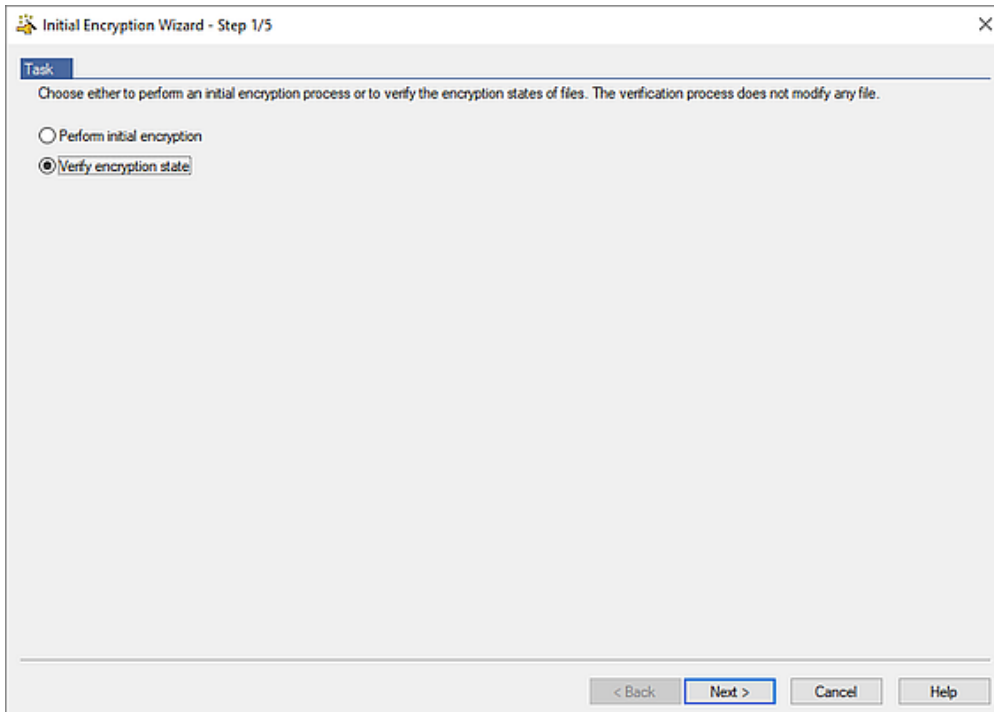 Initial Encryption Wizard - Step 1/5
Task
Choose either to perform an initial encryption process or to verify the encryption states of files. The verification process does not modify any file.
Perform initial encryption
Verify encryption state
< Back Next > Cancel Help